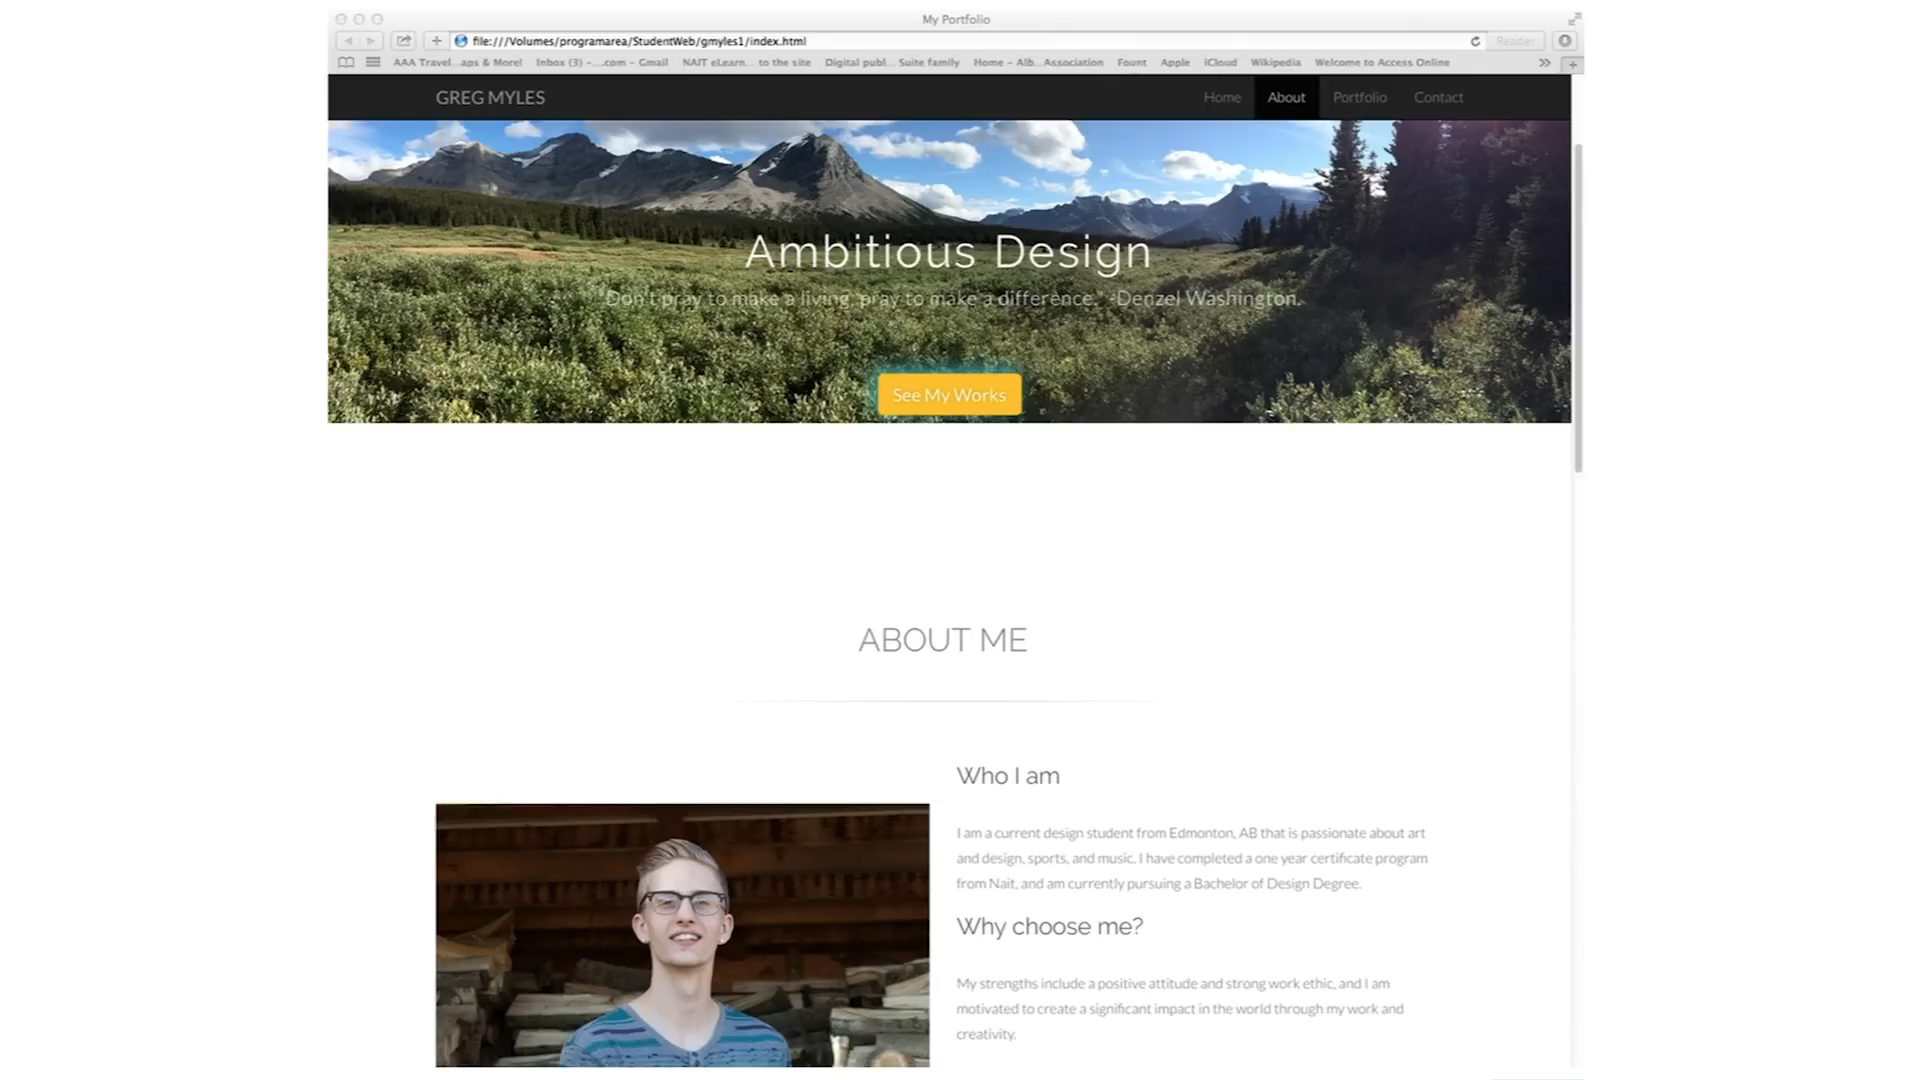 My Portfolio
file:///Volumes/programarea/StudentWeb/gmyles1/index.html
Reader
AAA Travel...aps & More! Inbox (3) -....com - Gmail NAIT eLearn... to the site Digital publ... Suite family Home - Alb...Association Fount Apple iCloud Wikipedia Welcome to Access Online
GREG MYLES Home About Portfolio Contact
Ambitious Design
Don't pray to make a living, pray to make a difference." -Denzel Washington.
See My Works
ABOUT ME
Who I am
I am a current design student from Edmonton, AB that is passionate about art
and design, sports, and music. I have completed a one year certificate program
from Nait, and am currently pursuing a Bachelor of Design Degree.
Why choose me?
My strengths include a positive attitude and strong work ethic, and I am
motivated to create a significant impact in the world through my work and
creativity.